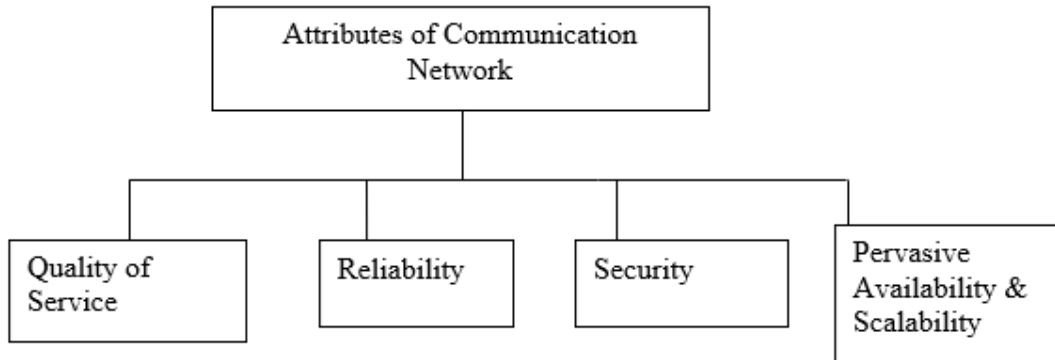 Attributes of Communication
Network
Quality of
Service
Reliability
Security
Pervasive
Availability &
Scalability